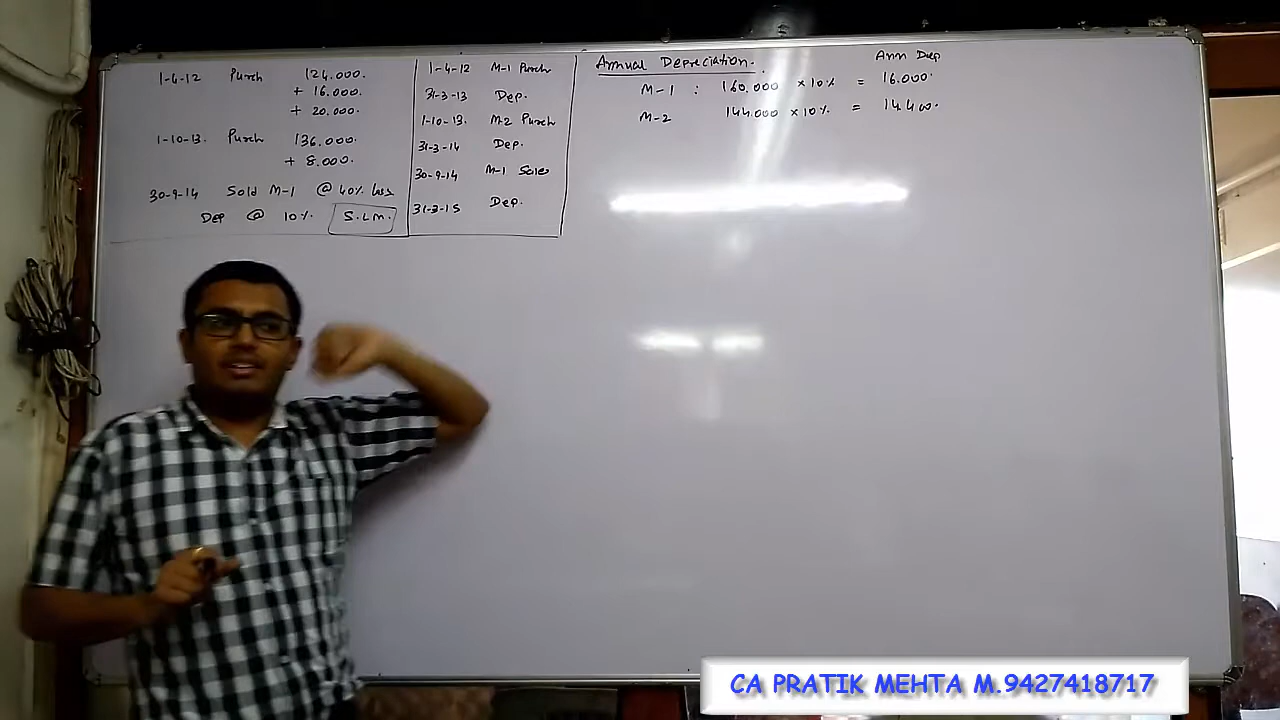 1-4-12 Purch 124.000.
+ 16.000.
+ 20.000.
1-10-13. Purch 136.000.
+ 8.000.
30-9-14 Sold M-1 @ 40% loss
Dep @ 10% S.L.M.
1-4-12 M-1 Purch
31-3-13 Dep.
1-10-13. M-2 Purch
31-3-14 Dep.
30-9-14 M-1 Sales
31-3-15 Dep.
Annual Depreciation.
Ann Dep
M-1 : 160.000 x 10% = 16.000.
M-2 144.000 x 10% = 14.400.
CA PRATIK MEHTA M.9427418717